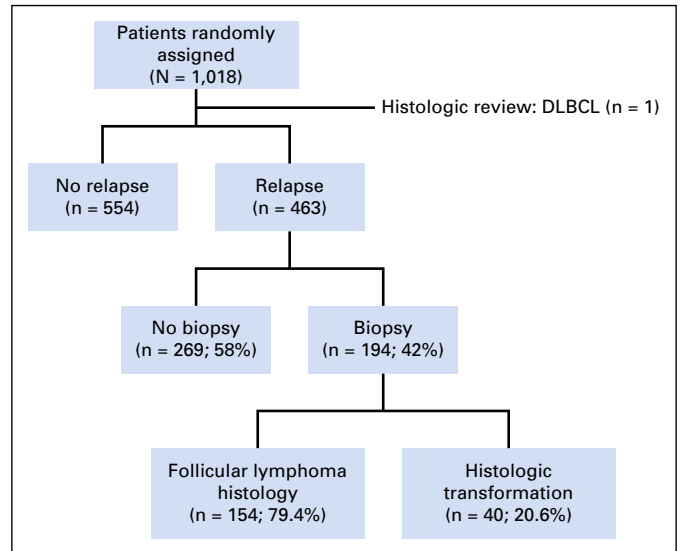 Patients randomly
assigned
(N = 1,018)
Histologic review: DLBCL (n = 1)
No relapse
(n = 554)
Relapse
(n = 463)
No biopsy
(n = 269; 58%)
Biopsy
(n = 194; 42%)
Follicular lymphoma
histology
(n = 154; 79.4%)
Histologic
transformation
(n = 40; 20.6%)